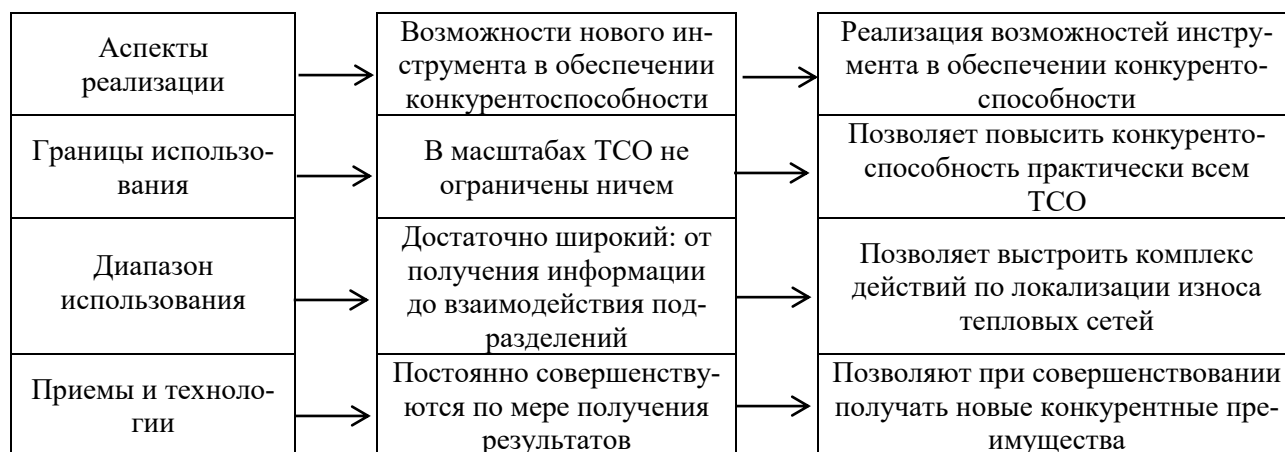 Аспекты
реализации
Возможности нового ин-
струмента в обеспечении
конкурентоспособности
Реализация возможностей инстру-
мента в обеспечении конкуренто-
способности
Границы использо-
вания
В масштабах ТСО не
ограничены ничем
Позволяет повысить конкуренто-
способность практически всем
ТСО
Диапазон
использования
Достаточно широкий: от
получения информации
до взаимодействия под-
разделений
Позволяет выстроить комплекс
действий по локализации износа
тепловых сетей
Приемы и техноло-
гии
Постоянно совершенству-
ются по мере получения
результатов
Позволяют при совершенствовании
получать новые конкурентные пре-
имущества